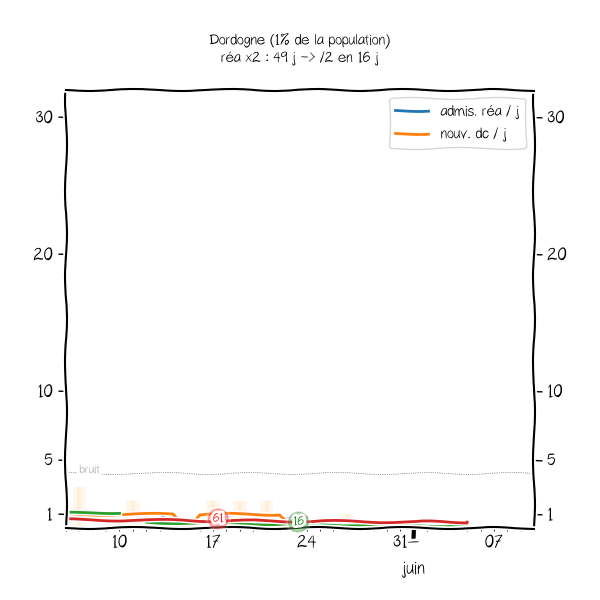 Dordogne (1% de la population)
réa x2 : 49 j -> /2 en 16 j
admis. réa / j
nouv. dc / j
30
30
20
20
10
10
5
5
bruit
1
1
61
16
10
17
24
31
07
juin